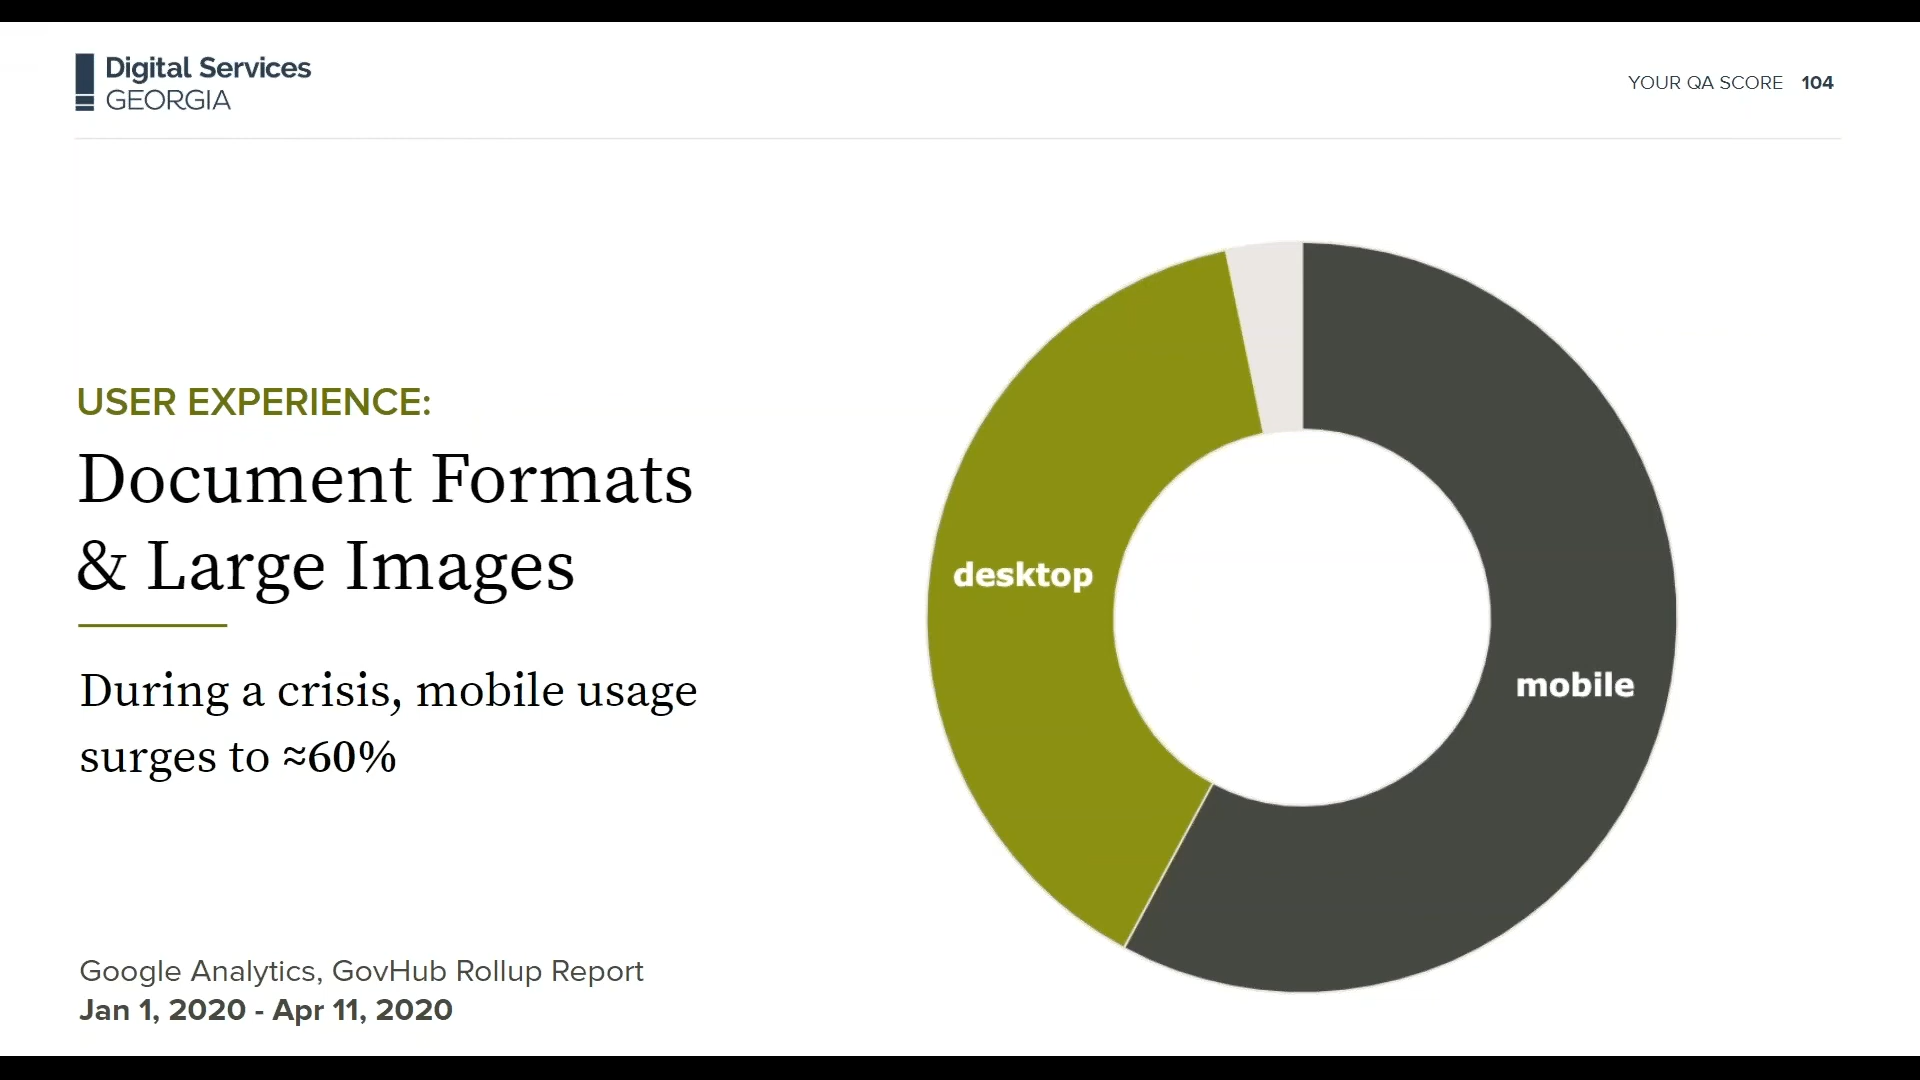 Digital Services
GEORGIA
YOUR QA SCORE 104
USER EXPERIENCE:
Document Formats
& Large Images
During a crisis, mobile usage
surges to ≈60%
Google Analytics, GovHub Rollup Report
Jan 1, 2020 - Apr 11, 2020
desktop
mobile